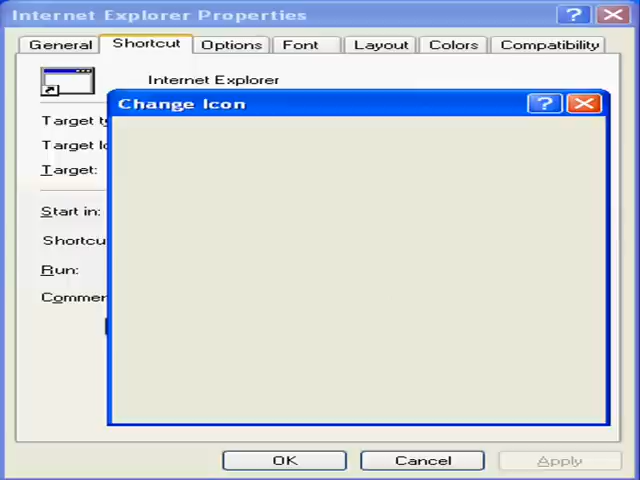 Internet Explorer Properties
General Shortcut Options Font Layout Colors Compatibility
Internet Explorer
Change Icon
Target
Target
Target:
Start in:
Run:
OK Cancel Apply